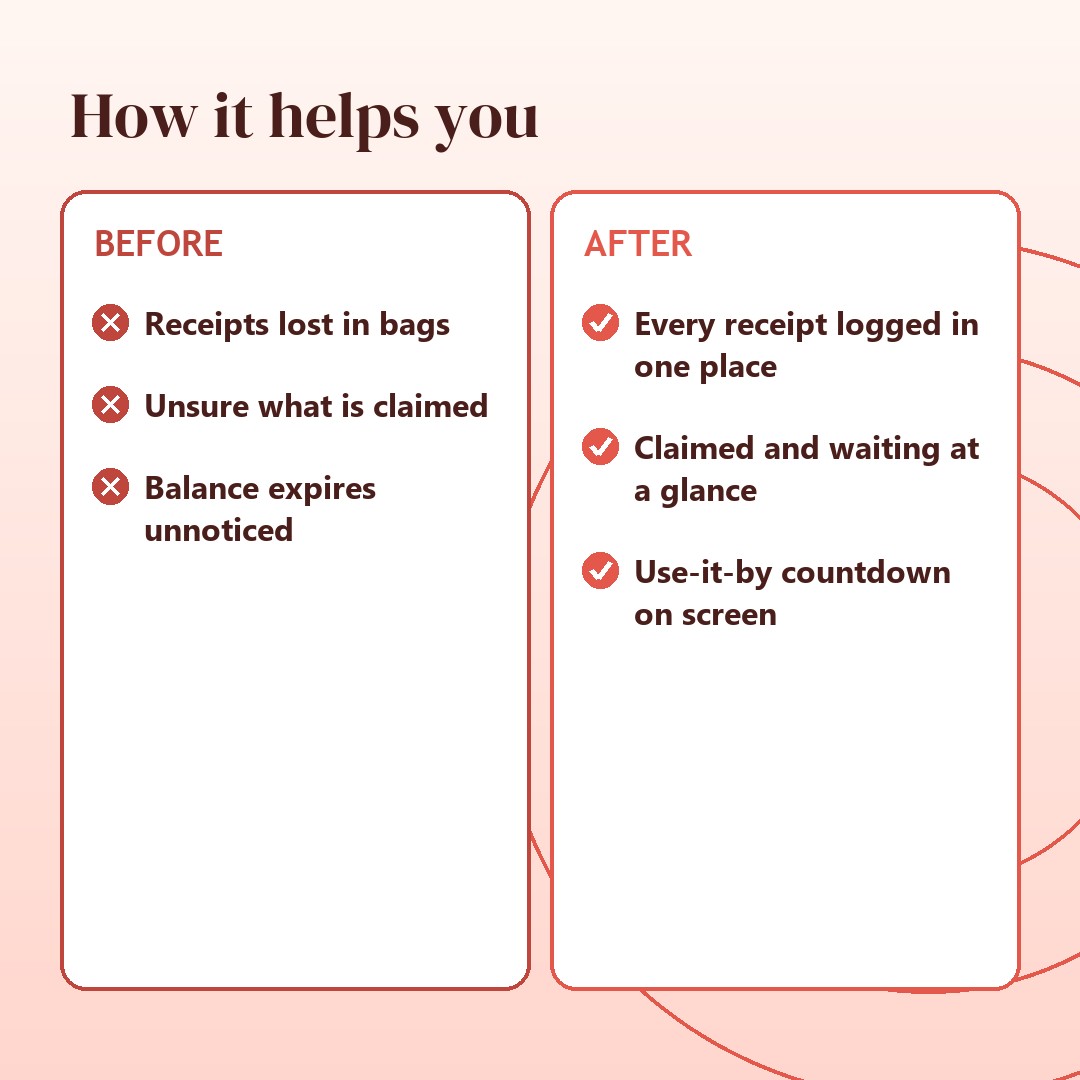 How it helps you
BEFORE
Receipts lost in bags
Unsure what is claimed
Balance expires
unnoticed
AFTER
Every receipt logged in
one place
Claimed and waiting at
a glance
Use-it-by countdown
on screen